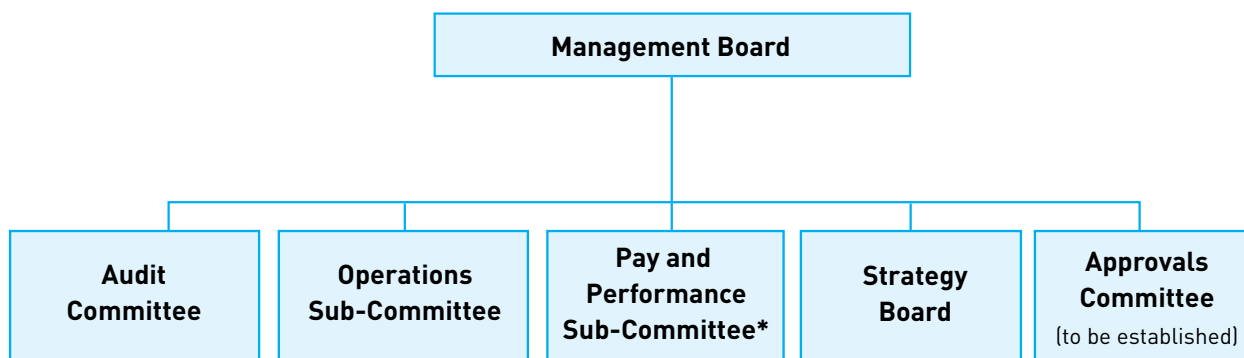 Management Board
Audit
Committee
Operations
Sub-Committee
Pay and
Performance
Sub-Committee*
Strategy
Board
Approvals
Committee
(to be established)